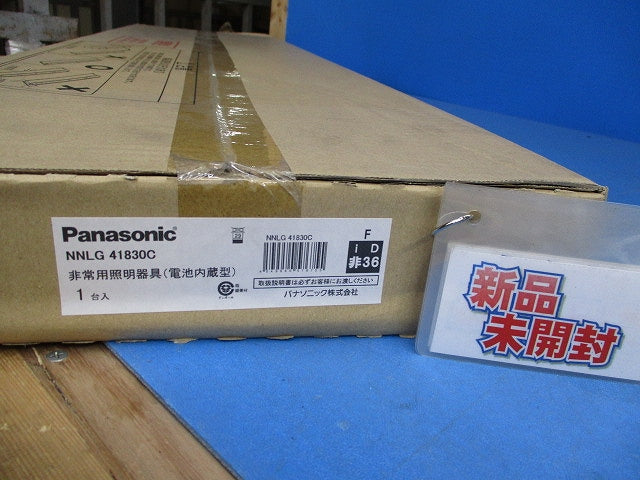 Panasonic
NNLG 41830C
非常用照明器具(電池内蔵型)
1台入
F
iD
非36
取扱説明書は必ずお客様にお渡しください
パナソニック株式会社
新品
未開封